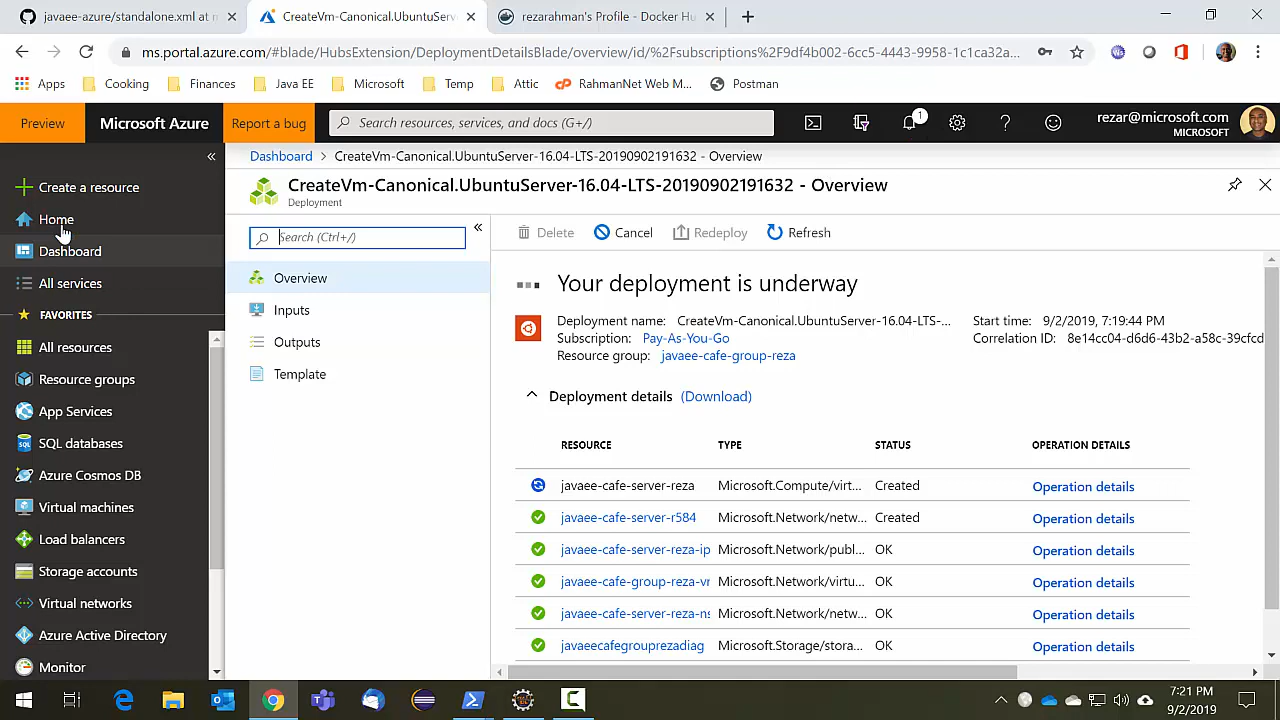 javaee-azure/standalone.xml at m
CreateVm-Canonical.UbuntuServer
rezarahman's Profile - Docker Hu
ms.portal.azure.com/#blade/HubsExtension/DeploymentDetailsBlade/overview/id/%2Fsubscriptions%2F9df4b002-6cc5-4443-9958-1c1ca32a...
Apps
Cooking
Finances
Java EE
Microsoft
Temp
Attic
RahmanNet Web M...
Postman
Preview
Microsoft Azure
Report a bug
Search resources, services, and docs (G+/)
1
rezar@microsoft.com
MICROSOFT
Create a resource
Home
Dashboard
All services
FAVORITES
All resources
Resource groups
App Services
SQL databases
Azure Cosmos DB
Virtual machines
Load balancers
Storage accounts
Virtual networks
Azure Active Directory
Monitor
Dashboard > CreateVm-Canonical.UbuntuServer-16.04-LTS-20190902191632 - Overview
CreateVm-Canonical.UbuntuServer-16.04-LTS-20190902191632 - Overview
Deployment
Search (Ctrl+/)
Overview
Inputs
Outputs
Template
Delete
Cancel
Redeploy
Refresh
Your deployment is underway
Deployment name: CreateVm-Canonical.UbuntuServer-16.04-LTS-...
Subscription: Pay-As-You-Go
Resource group: javaee-cafe-group-reza
Start time: 9/2/2019, 7:19:44 PM
Correlation ID: 8e14cc04-d6d6-43b2-a58c-39cfcd
Deployment details (Download)
RESOURCE TYPE STATUS OPERATION DETAILS
javaee-cafe-server-reza Microsoft.Compute/virt... Created Operation details
javaee-cafe-server-r584 Microsoft.Network/netw... Created Operation details
javaee-cafe-server-reza-ip Microsoft.Network/publ... OK Operation details
javaee-cafe-group-reza-vr Microsoft.Network/virtu... OK Operation details
javaee-cafe-server-reza-ns Microsoft.Network/netw... OK Operation details
javaeecafegrouprezadiag Microsoft.Storage/stora... OK Operation details
7:21 PM
9/2/2019